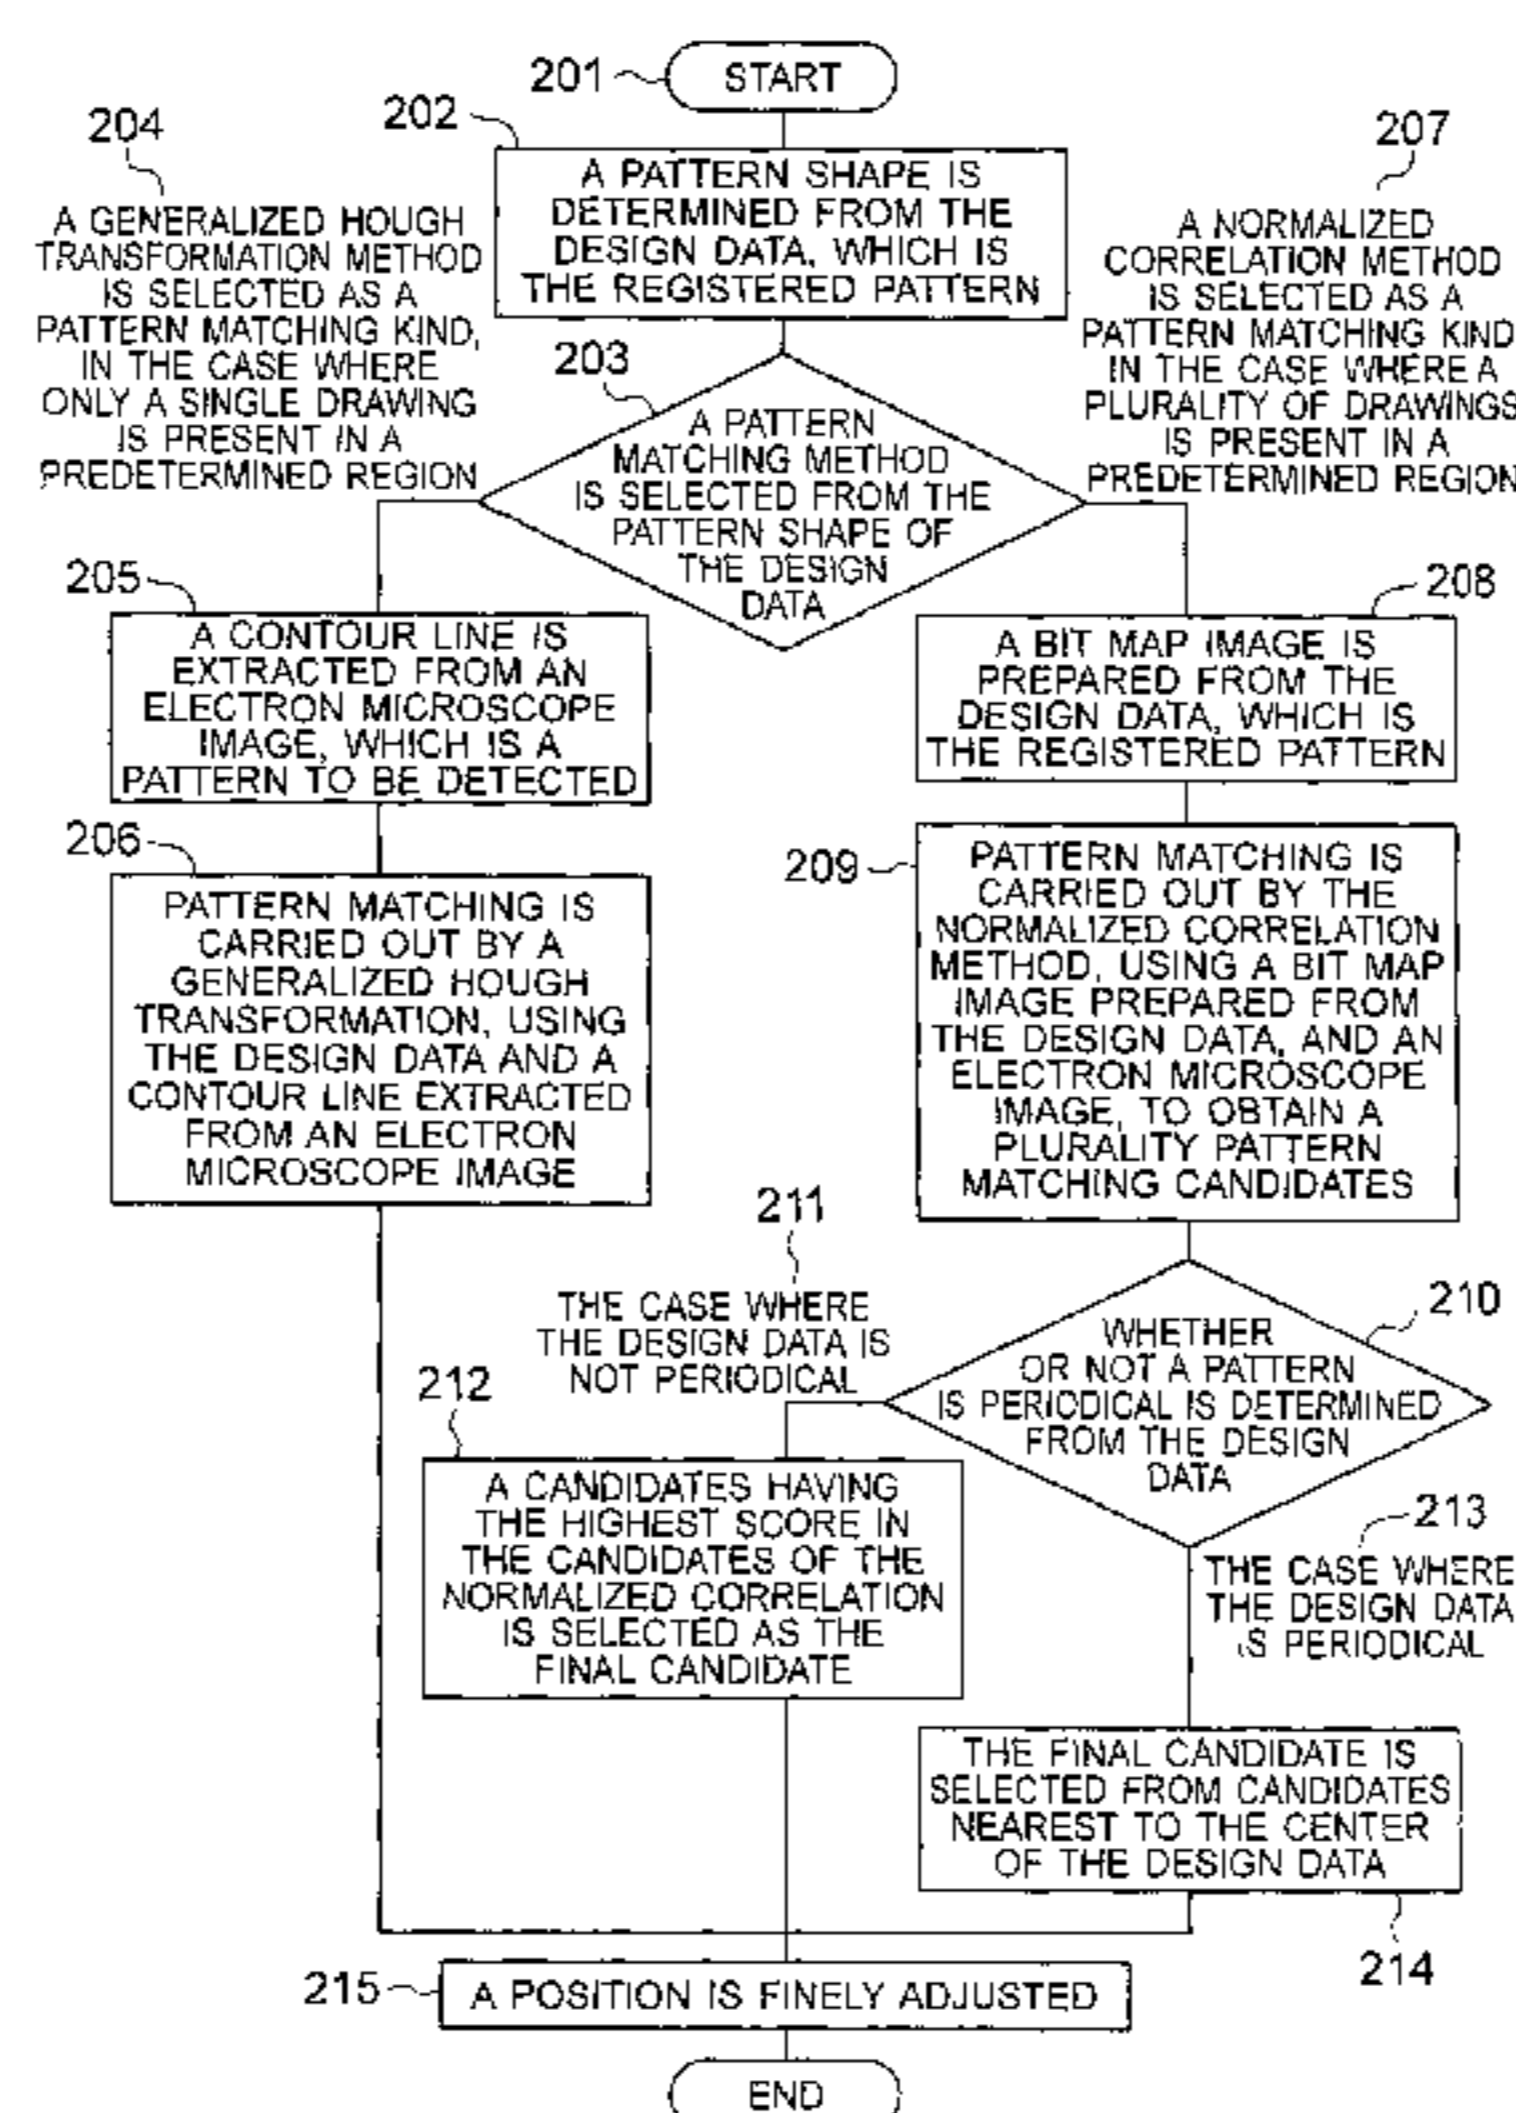 201
START
202
A PATTERN SHAPE IS
DETERMINED FROM THE
DESIGN DATA, WHICH IS
THE REGISTERED PATTERN
204
A GENERALIZED HOUGH
TRANSFORMATION METHOD
IS SELECTED AS A
PATTERN MATCHING KIND,
IN THE CASE WHERE
ONLY A SINGLE DRAWING
IS PRESENT IN A
PREDETERMINED REGION
203
A PATTERN
MATCHING METHOD
IS SELECTED FROM THE
PATTERN SHAPE OF
THE DESIGN
DATA
207
A NORMALIZED
CORRELATION METHOD
IS SELECTED AS A
PATTERN MATCHING KIND
IN THE CASE WHERE A
PLURALITY OF DRAWINGS
IS PRESENT IN A
PREDETERMINED REGION
205
A CONTOUR LINE IS
EXTRACTED FROM AN
ELECTRON MICROSCOPE
IMAGE, WHICH IS A
PATTERN TO BE DETECTED
206
PATTERN MATCHING IS
CARRIED OUT BY A
GENERALIZED HOUGH
TRANSFORMATION, USING
THE DESIGN DATA AND A
CONTOUR LINE EXTRACTED
FROM AN ELECTRON
MICROSCOPE IMAGE
208
A BIT MAP IMAGE IS
PREPARED FROM THE
DESIGN DATA, WHICH IS
THE REGISTERED PATTERN
209
PATTERN MATCHING IS
CARRIED OUT BY THE
NORMALIZED CORRELATION
METHOD, USING A BIT MAP
IMAGE PREPARED FROM
THE DESIGN DATA, AND AN
ELECTRON MICROSCOPE
IMAGE, TO OBTAIN A
PLURALITY PATTERN
MATCHING CANDIDATES
210
WHETHER
OR NOT A PATTERN
IS PERIODICAL IS DETERMINED
FROM THE DESIGN
DATA
211
THE CASE WHERE
THE DESIGN DATA IS
NOT PERIODICAL
212
A CANDIDATES HAVING
THE HIGHEST SCORE IN
THE CANDIDATES OF THE
NORMALIZED CORRELATION
IS SELECTED AS THE
FINAL CANDIDATE
213
THE CASE WHERE
THE DESIGN DATA
IS PERIODICAL
THE FINAL CANDIDATE IS
SELECTED FROM CANDIDATES
NEAREST TO THE CENTER
OF THE DESIGN DATA
214
215
A POSITION IS FINELY ADJUSTED
END